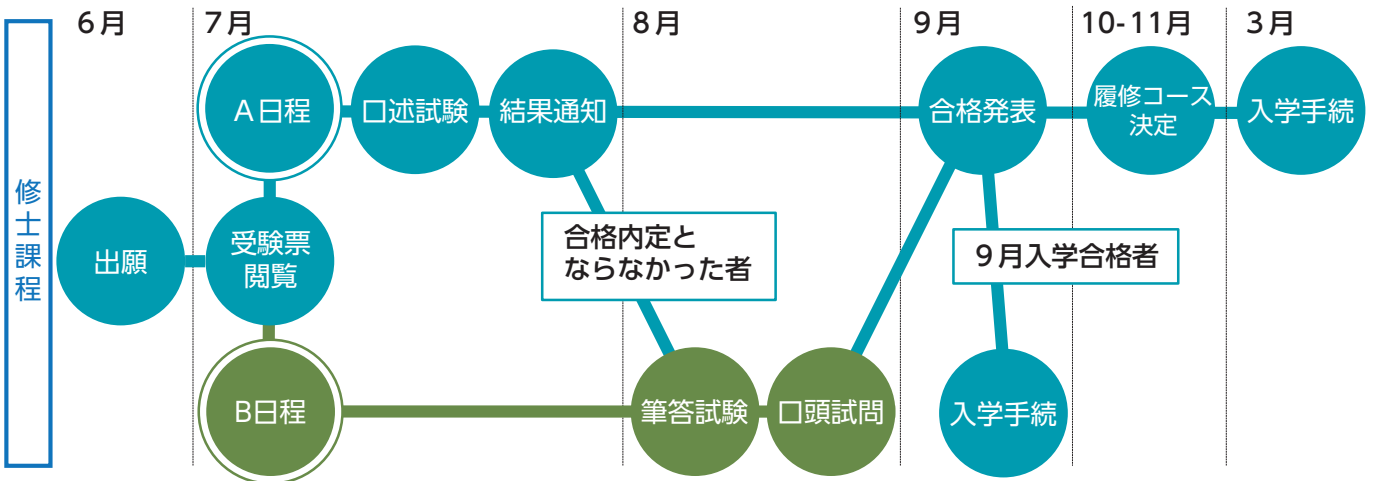 6月
7月
8月
9月
10-11月
3月
修士課程
A日程
口述試験
結果通知
合格発表
履修コース
決定
入学手続
出願
受験票
閲覧
合格内定と
ならなかった者
9月入学合格者
B日程
筆答試験
口頭試問
入学手続